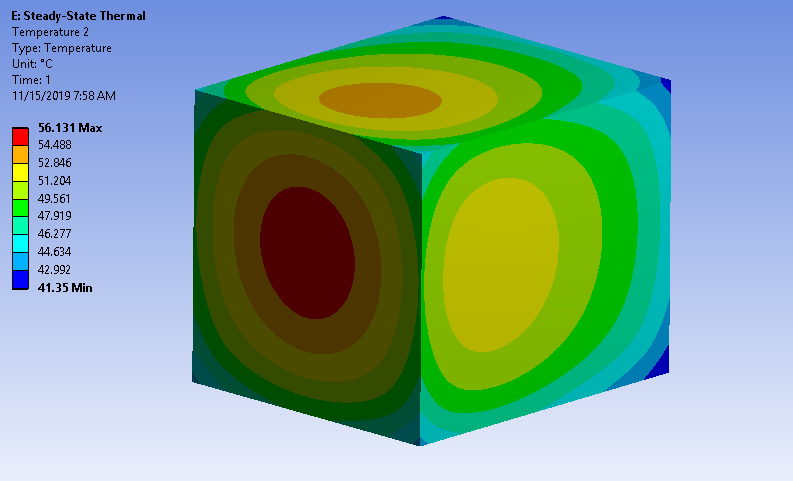 E: Steady-State Thermal
Temperature 2
Type: Temperature
Unit: °C
Time: 1
11/15/2019 7:58 AM
56.131 Max
54.488
52.846
51.204
49.561
47.919
46.277
44.634
42.992
41.35 Min